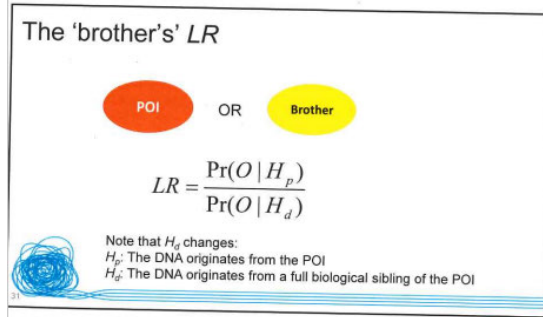 The 'brother's' LR
POI OR Brother
LR = Pr(O | Hp) / Pr(O | Hd)
Note that Hd changes:
Hp: The DNA originates from the POI
Hd: The DNA originates from a full biological sibling of the POI
31